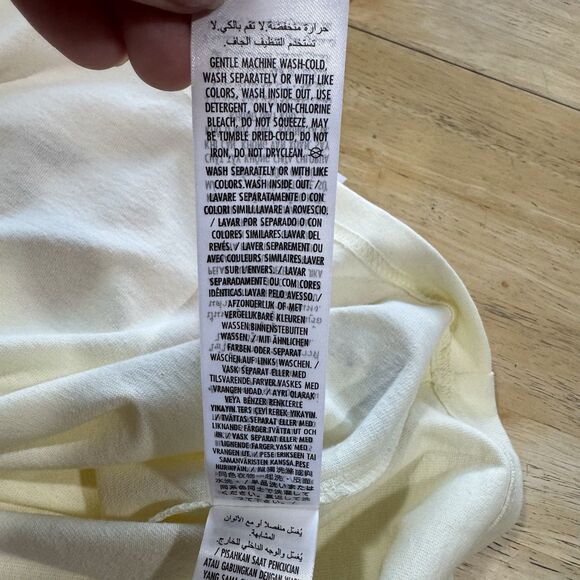 حرارة منخفضة. لا تقم بالكي. لا
تستخدم التنظيف الجاف.
GENTLE MACHINE WASH-COLD,
WASH SEPARATELY OR WITH LIKE
COLORS, WASH INSIDE OUT, USE
DETERGENT, ONLY NON-CHLORINE
BLEACH, DO NOT SQUEEZE, MAY
BE TUMBLE DRIED-COLD, DO NOT
IRON, DO NOT DRYCLEAN.
WASH SEPARATELY OR WITH LIKE
COLORS.WASH INSIDE OUT. /
LAVARE SEPARATAMENTE O CON
COLORI SIMILI.LAVARE A ROVESCIO.
/ LAVAR POR SEPARADO O CON
COLORES SIMILARES.LAVAR DEL
REVÉS./ LAVER SEPAREMENT OU
AVEC COULEURS SIMILAIRES.LAVER
SUR L'ENVERS. / LAVAR
SEPARADAMENTE OU COM CORES
IDÊNTICAS.LAVAR PELO AVESSO./
AFZONDERLIJK OF MET
VERGELIJKBARE KLEUREN
WASSEN.BINNENSTEBUITEN
WASSEN. / MIT ÄHNLICHEN
FARBEN ODER SEPARAT
WASCHEN.AUF LINKS WASCHEN. /
VASK SEPARAT ELLER MED
TILSVARENDE FARVER.VASKES MED
VRANGEN UDAD. / AYRI OLARAK
VEYA BENZER RENKLERLE
YIKAYIN.TERS ÇEVİREREK YIKAYIN.
/ TVÄTTAS SEPARAT ELLER MED
LIKNANDE FÄRGER.TVÄTTA UT OCH
IN. / VASK SEPARAT ELLER MED
LIGNENDE FARGER.VASK MED
VRANGEN UT. / PESE ERIKSEEN TAI
SAMANVÄRISTEN KANSSA.PESE
NURINPÄIN. /
يُغسَل منفصلاً أو مع الألوان
المشابهة.
يُغسَل والوجه الداخلي للخارج.
/ PISAHKAN SAAT PENCUCIAN
ATAU GABUNGKAN DENGAN
YANG